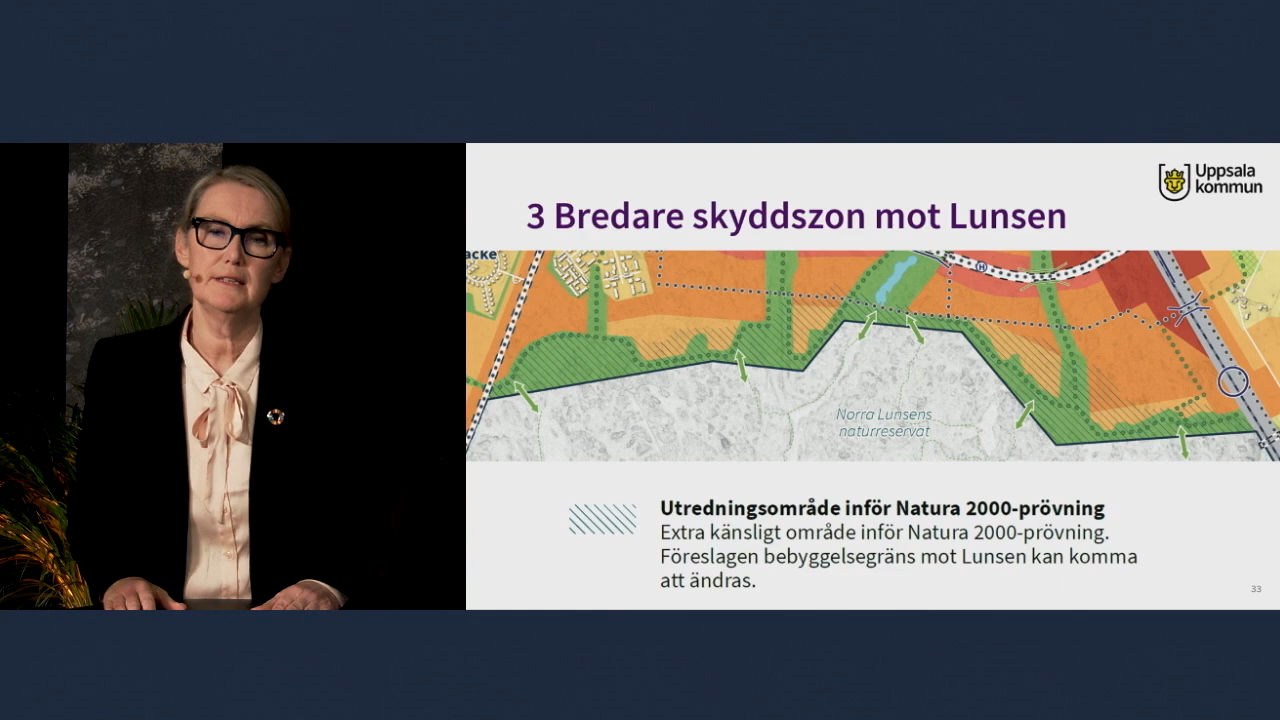 Uppsala
kommun
3 Bredare skyddszon mot Lunsen
acke
H
Norra Lunsens
naturreservat
Utredningsområde inför Natura 2000-prövning
Extra känsligt område inför Natura 2000-prövning.
Föreslagen bebyggelsegräns mot Lunsen kan komma
att ändras.
33